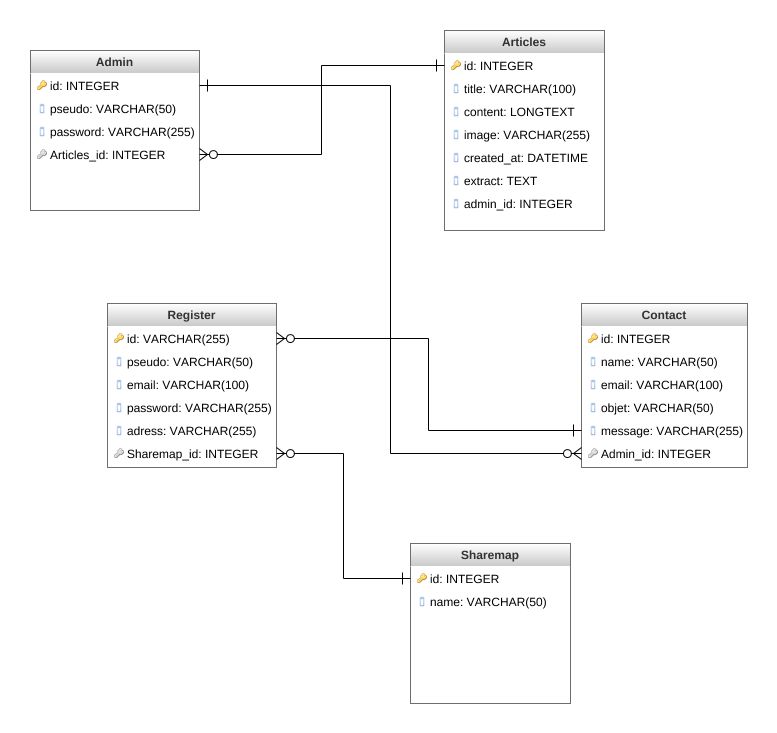 Admin
id: INTEGER
pseudo: VARCHAR(50)
password: VARCHAR(255)
Articles_id: INTEGER
Articles
id: INTEGER
title: VARCHAR(100)
content: LONGTEXT
image: VARCHAR(255)
created_at: DATETIME
extract: TEXT
admin_id: INTEGER
Register
id: VARCHAR(255)
pseudo: VARCHAR(50)
email: VARCHAR(100)
password: VARCHAR(255)
adress: VARCHAR(255)
Sharemap_id: INTEGER
Contact
id: INTEGER
name: VARCHAR(50)
email: VARCHAR(100)
objet: VARCHAR(50)
message: VARCHAR(255)
Admin_id: INTEGER
Sharemap
id: INTEGER
name: VARCHAR(50)